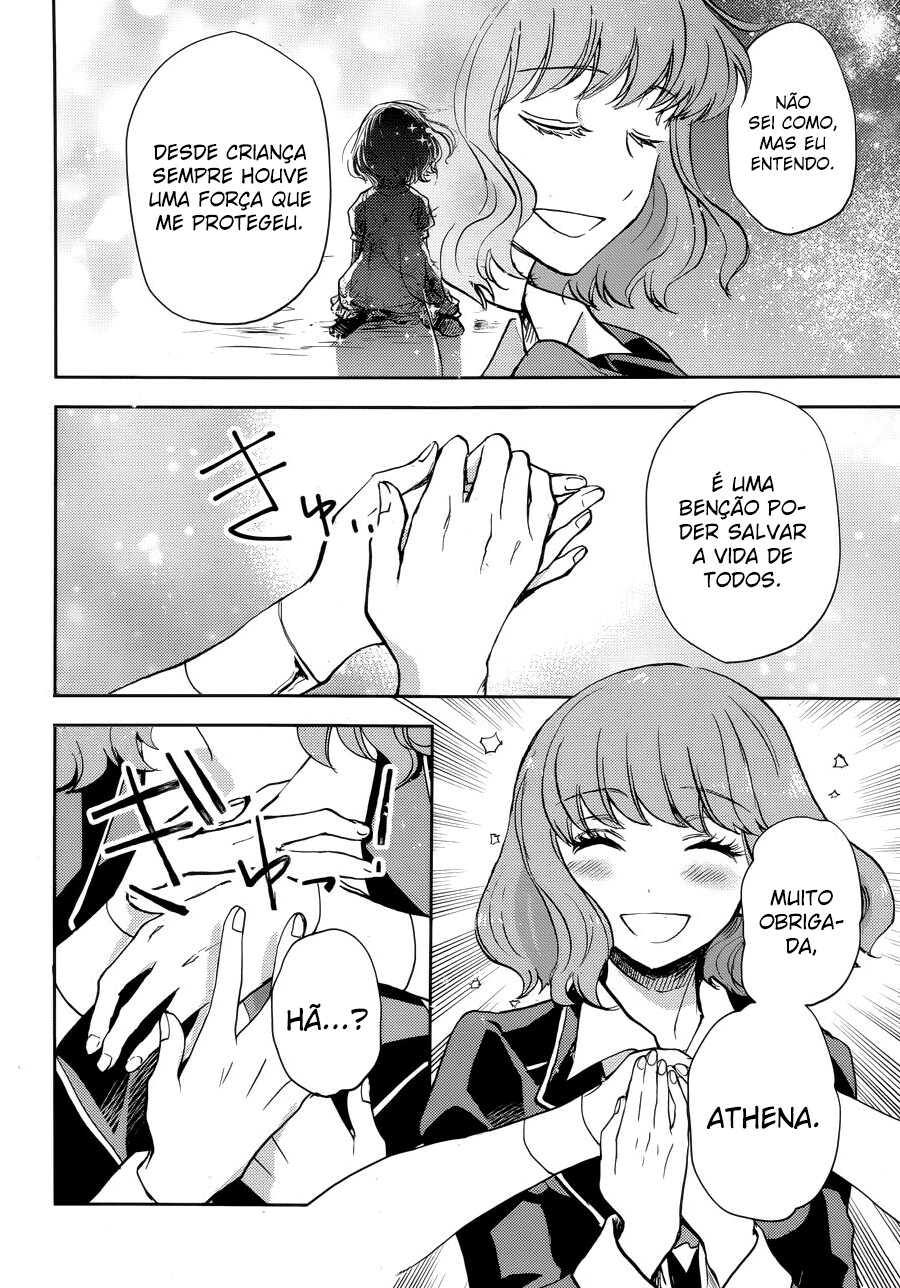 NÃO
SEI COMO,
MAS EU
ENTENDO.
DESDE CRIANÇA
SEMPRE HOUVE
UMA FORÇA QUE
ME PROTEGEU.
É UMA
BENÇÃO PO-
DER SALVAR
A VIDA DE
TODOS.
きゅ..
MUITO
OBRIGA-
DA,
ATHENA.
ぎゅ
HÃ...?